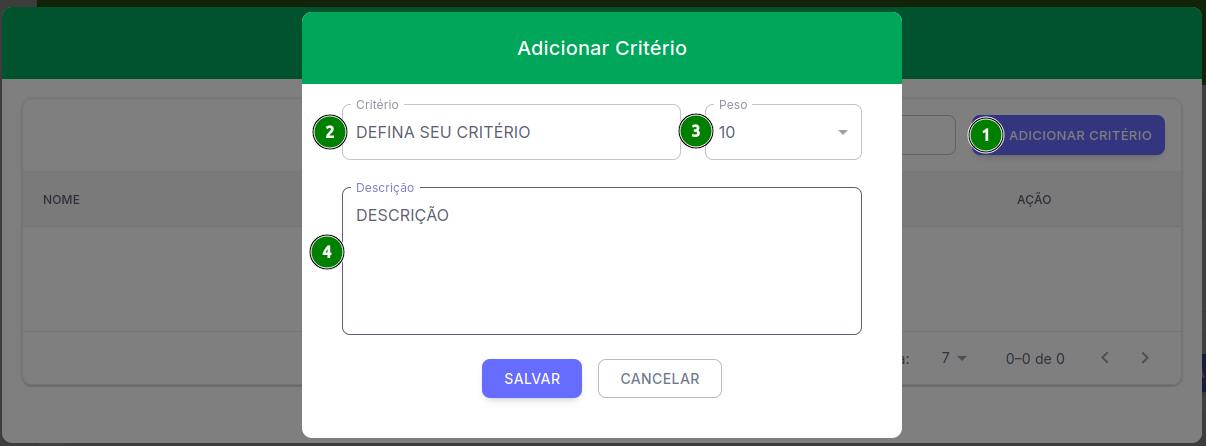 Adicionar Critério
Critério
Peso
2 DEFINA SEU CRITÉRIO
3 10
1 ADICIONAR CRITÉRIO
Descrição
DESCRIÇÃO
NOME
AÇÃO
4
7
0–0 de 0
SALVAR
CANCELAR